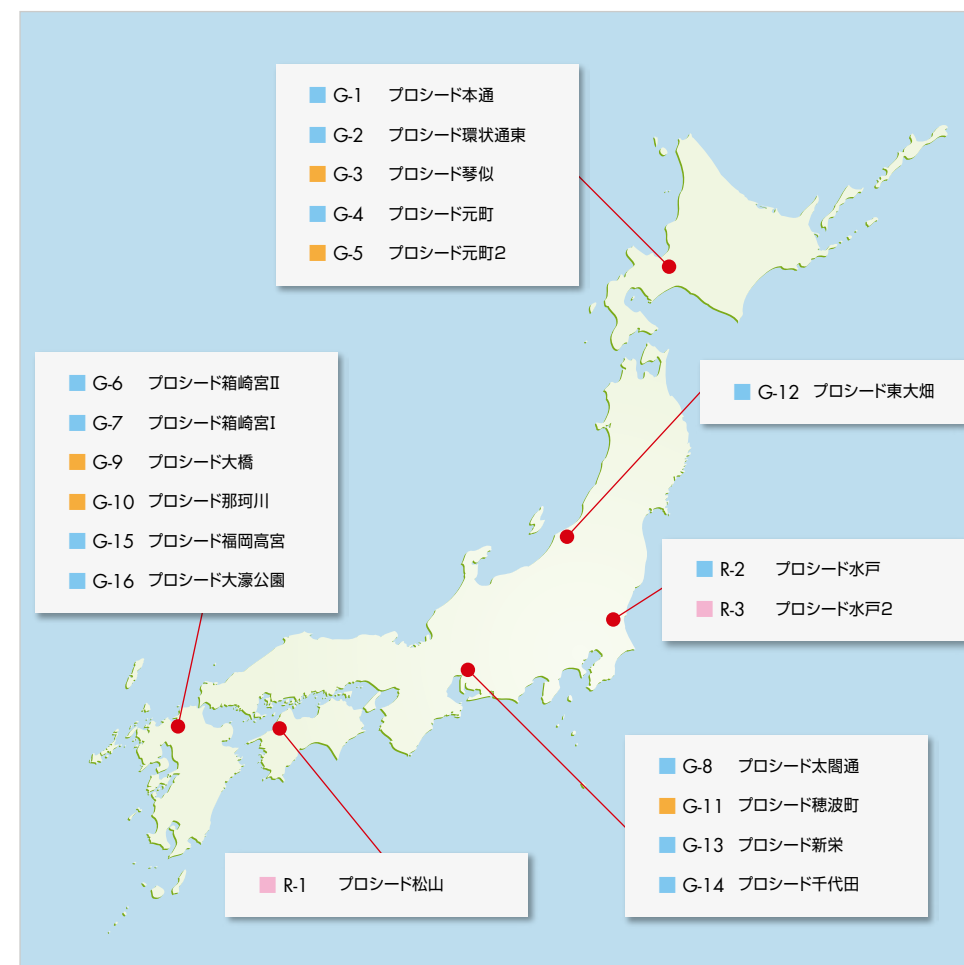 G-1 プロシード本通
G-2 プロシード環状通東
G-3 プロシード琴似
G-4 プロシード元町
G-5 プロシード元町2
G-6 プロシード箱崎宮Ⅱ
G-7 プロシード箱崎宮Ⅰ
G-9 プロシード大橋
G-10 プロシード那珂川
G-15 プロシード福岡高宮
G-16 プロシード大濠公園
G-12 プロシード東大畑
R-2 プロシード水戸
R-3 プロシード水戸2
G-8 プロシード太閤通
G-11 プロシード穂波町
G-13 プロシード新栄
G-14 プロシード千代田
R-1 プロシード松山